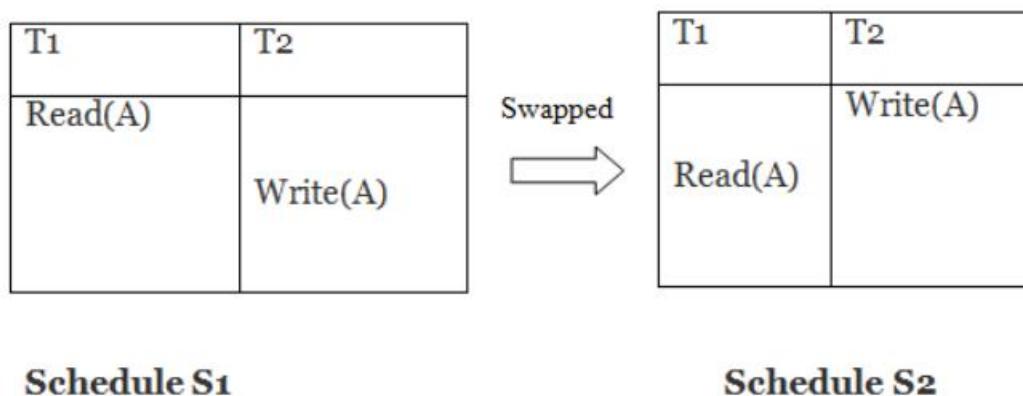 T1 T2 T1 T2
Read(A) Swapped Write(A)
Write(A) Read(A)
Schedule S1 Schedule S2